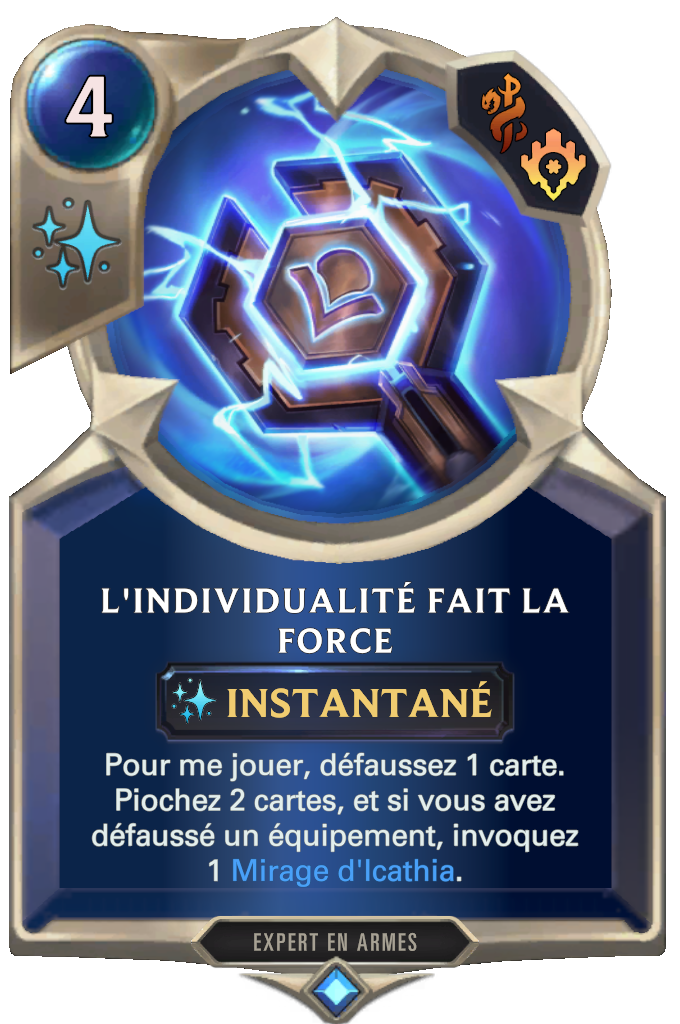 4
L'INDIVIDUALITÉ FAIT LA
FORCE
INSTANTANÉ
Pour me jouer, défaussez 1 carte.
Piochez 2 cartes, et si vous avez
défaussé un équipement, invoquez
1 Mirage d'Icathia.
EXPERT EN ARMES